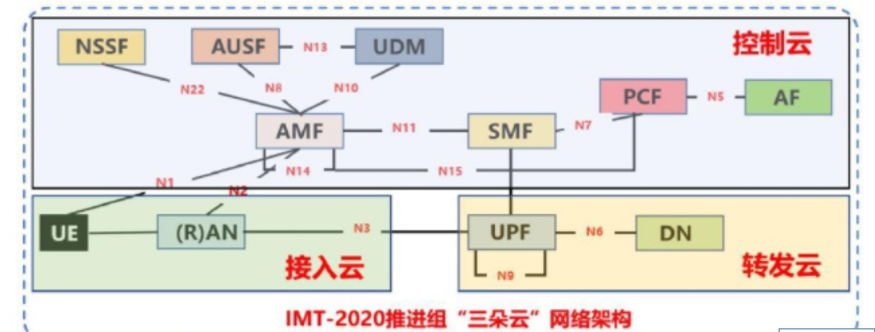 控制云
NSSF
AUSF
N13
UDM
N22
N8
N10
PCF
N5
AF
AMF
N11
SMF
N7
N14
N15
N1
N2
UE
(R)AN
N3
UPF
N6
DN
接入云
N9
转发云
IMT-2020推进组“三朵云”网络架构